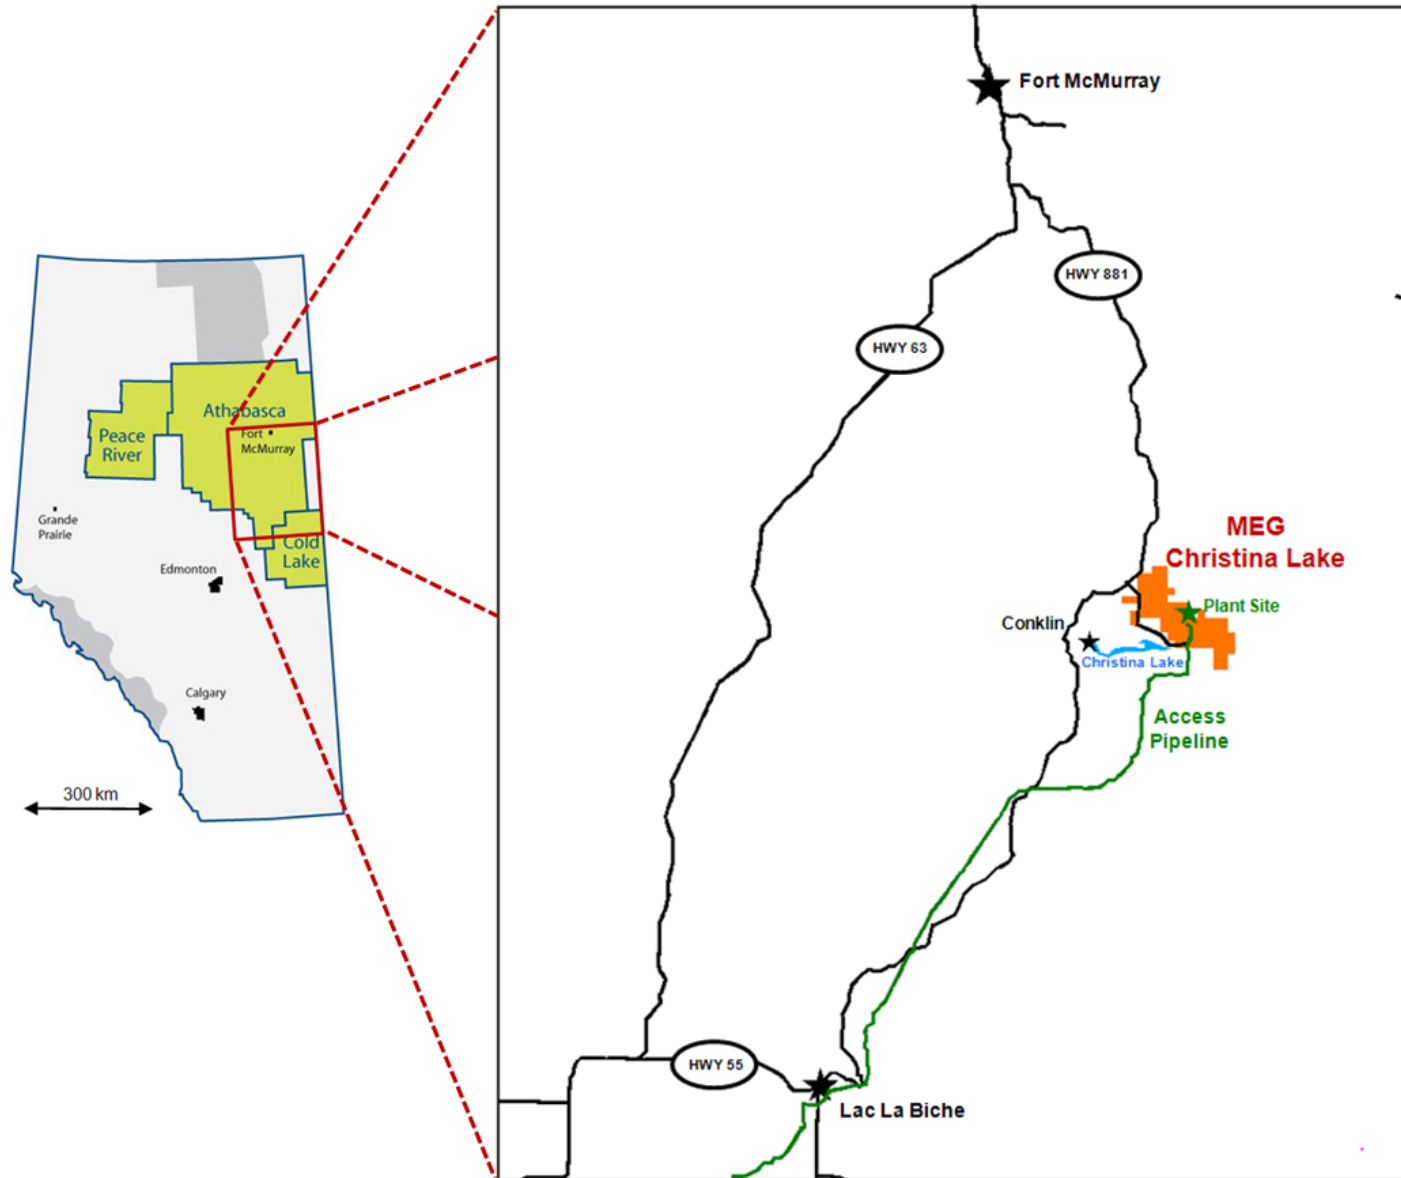 Athabasca
Fort
McMurray
Peace
River
Grande
Prairie
Cold
Lake
Edmonton
Calgary
300 km
Fort McMurray
HWY 881
HWY 63
MEG
Christina Lake
Plant Site
Conklin
Christina Lake
Access
Pipeline
HWY 55
Lac La Biche